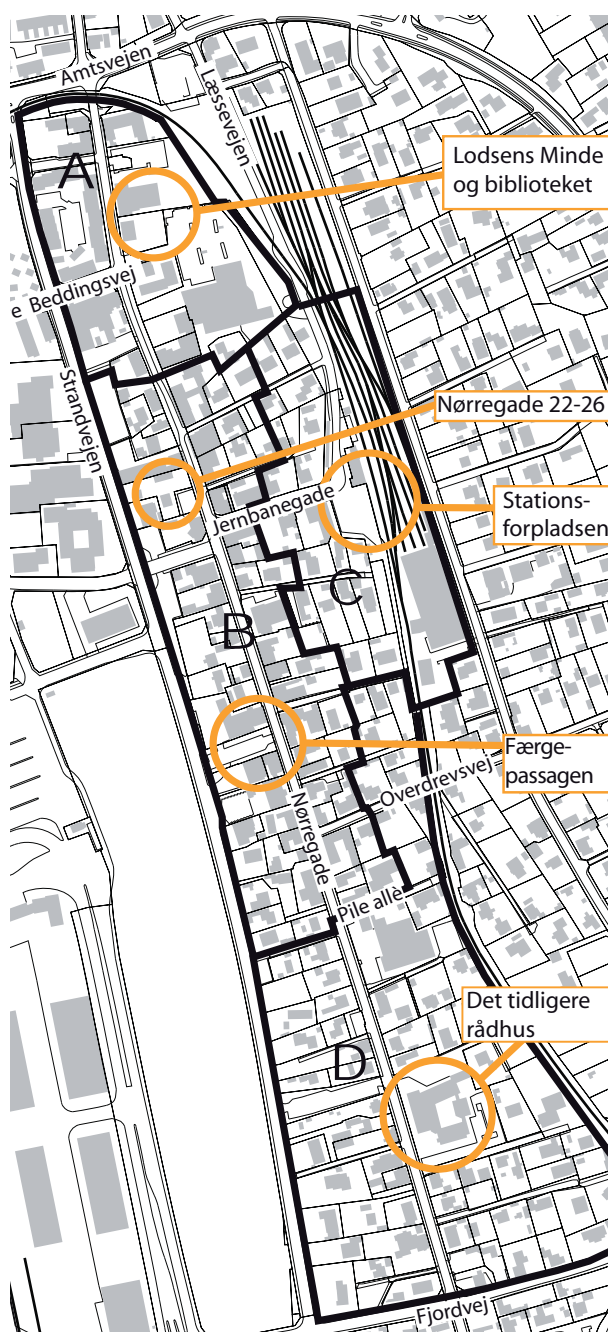 Amtsvejen
Læssevejen
A
Lodsens Minde
og biblioteket
e Beddingsvej
Strandvejen
Nørregade 22-26
Jernbanegade
Stations-
forpladsen
C
B
Færge-
passagen
Overdrevsvej
Nørregade
Pile allè
Det tidligere
rådhus
D
Fjordvej